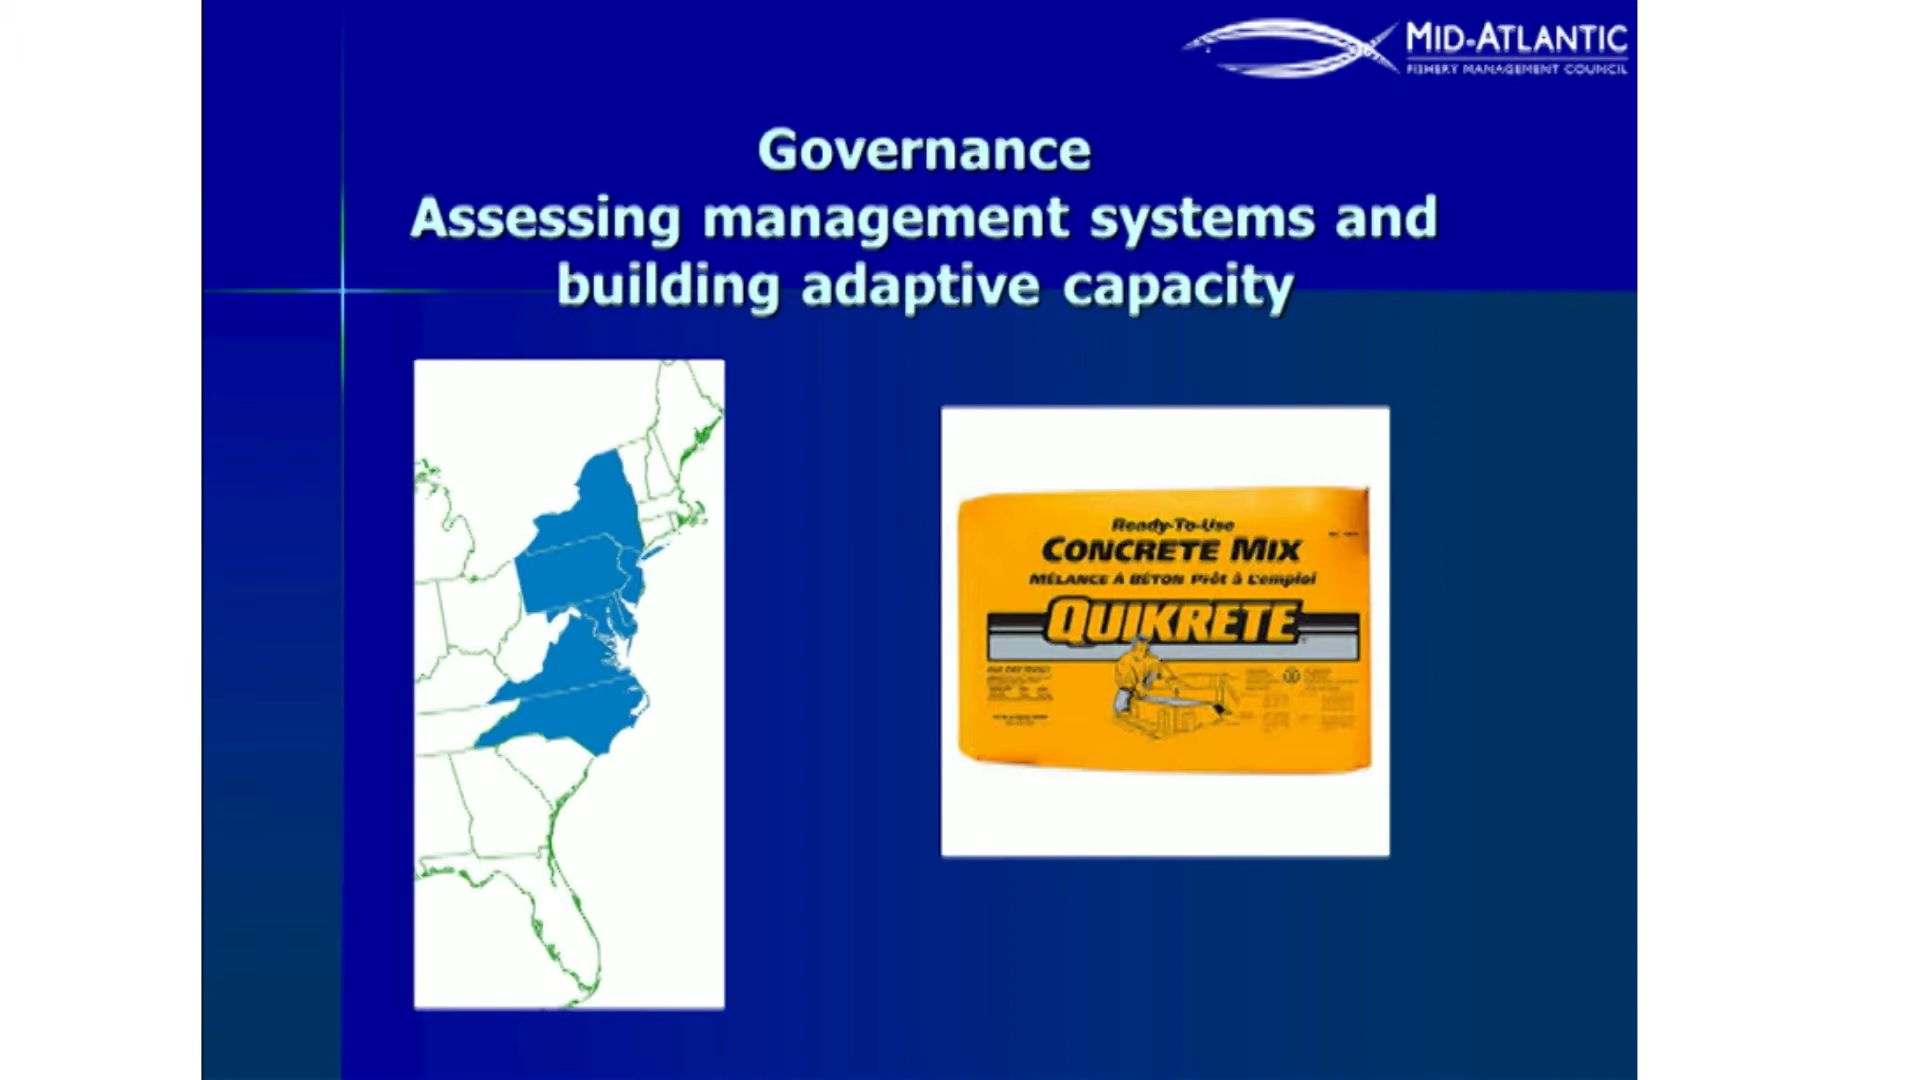 MID-ATLANTIC
FISHERY MANAGEMENT COUNCIL
Governance
Assessing management systems and
building adaptive capacity
Ready-To-Use
CONCRETE MIX
MÉLANCE À BÉTON Prêt à L'emploi
QUIKRETE